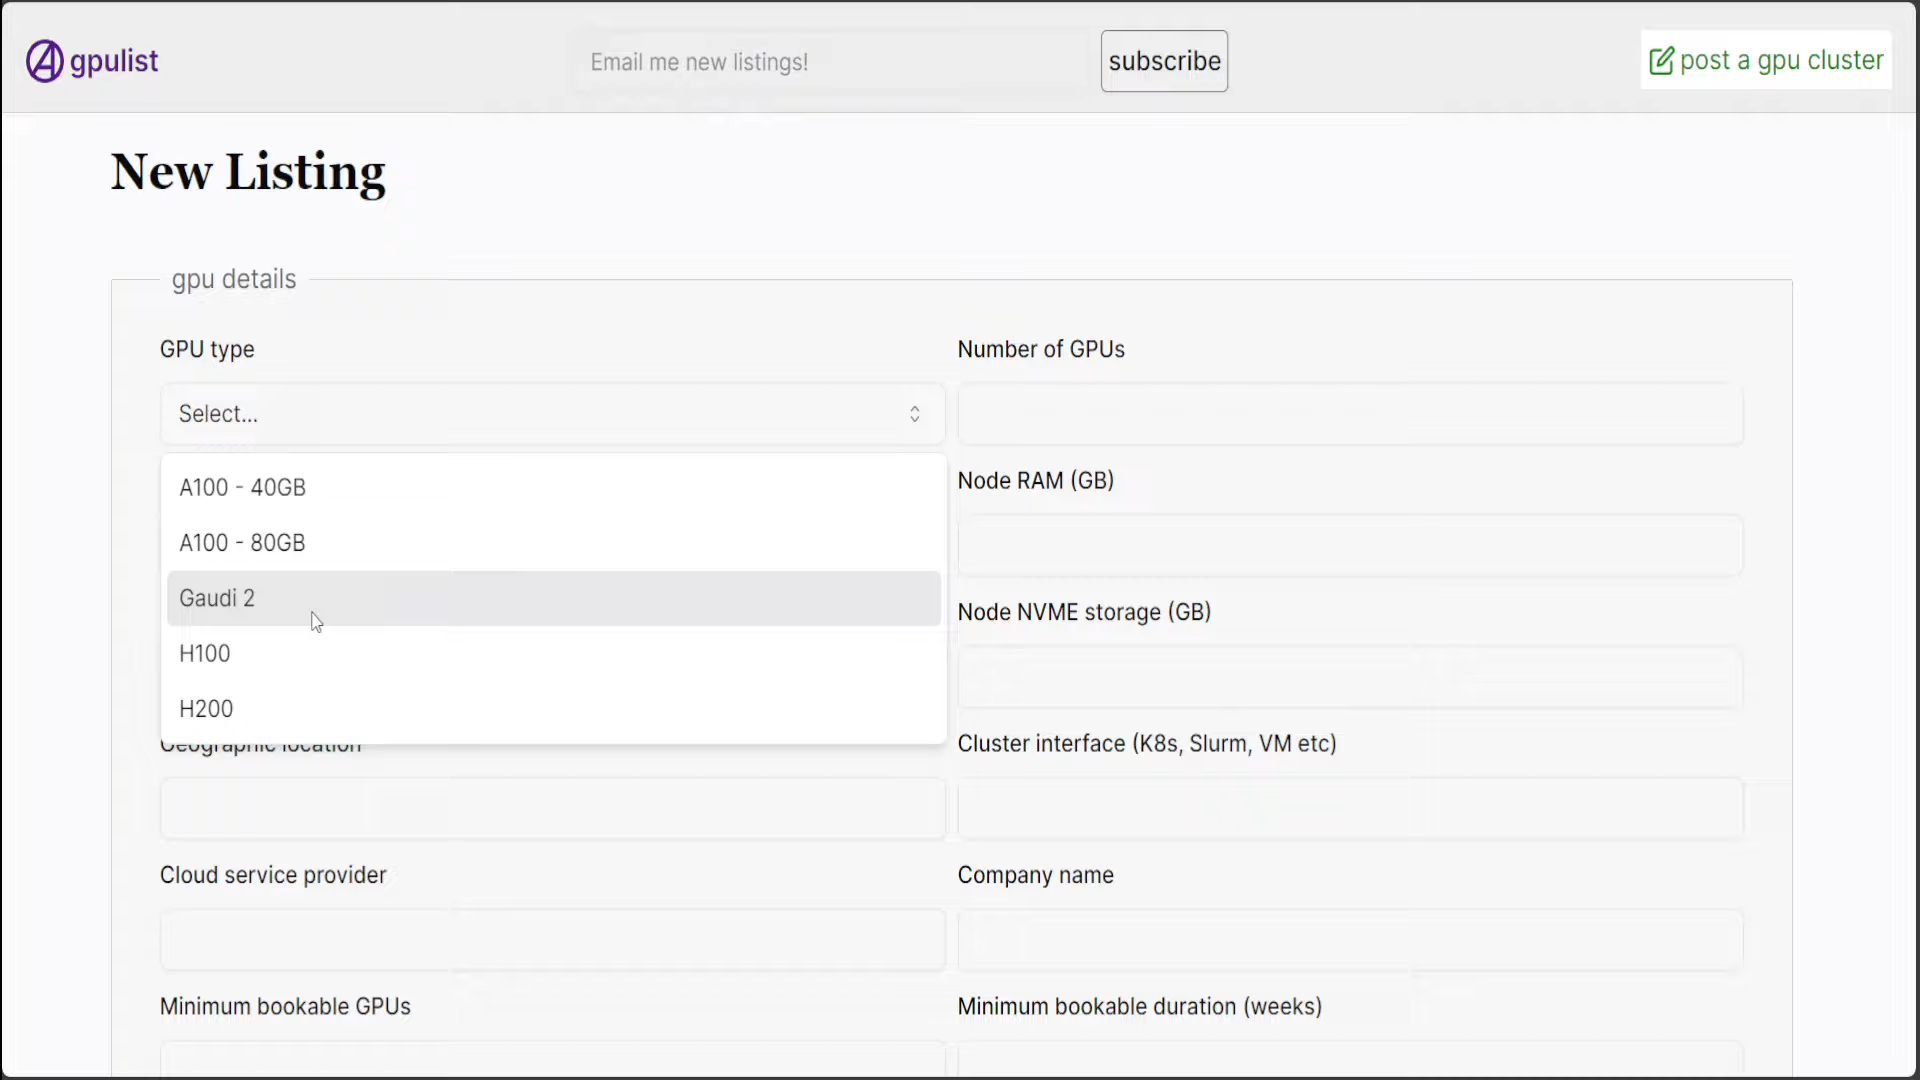 gpulist
Email me new listings!
subscribe
post a gpu cluster
New Listing
gpu details
GPU type
Number of GPUs
Select...
A100 - 40GB
A100 - 80GB
Gaudi 2
H100
H200
Node RAM (GB)
Node NVME storage (GB)
Geographic location
Cluster interface (K8s, Slurm, VM etc)
Cloud service provider
Company name
Minimum bookable GPUs
Minimum bookable duration (weeks)